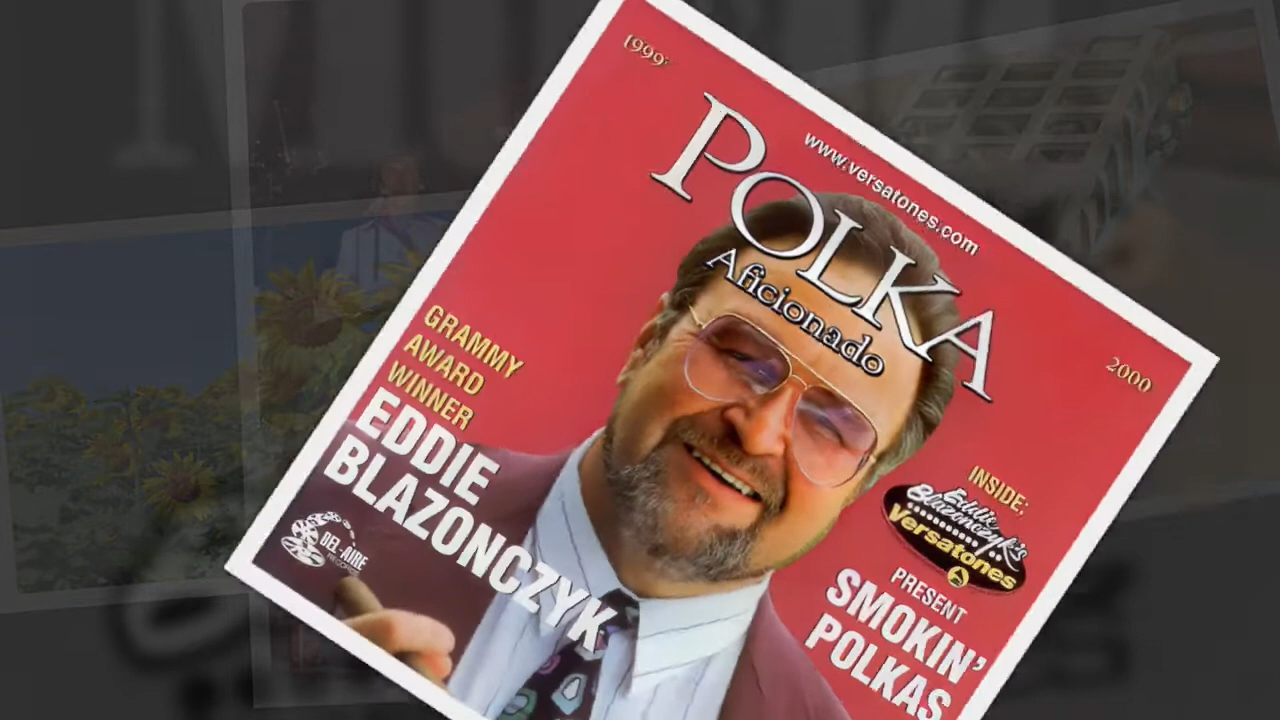 1999
www.versatones.com
POLKA
Aficionado
2000
GRAMMY
AWARD
WINNER
EDDIE
BLAZONCZYK
DEL-AIRE
RECORDS
INSIDE:
Eddie
Blazonczyk's
Versatones
PRESENT
SMOKIN'
POLKAS